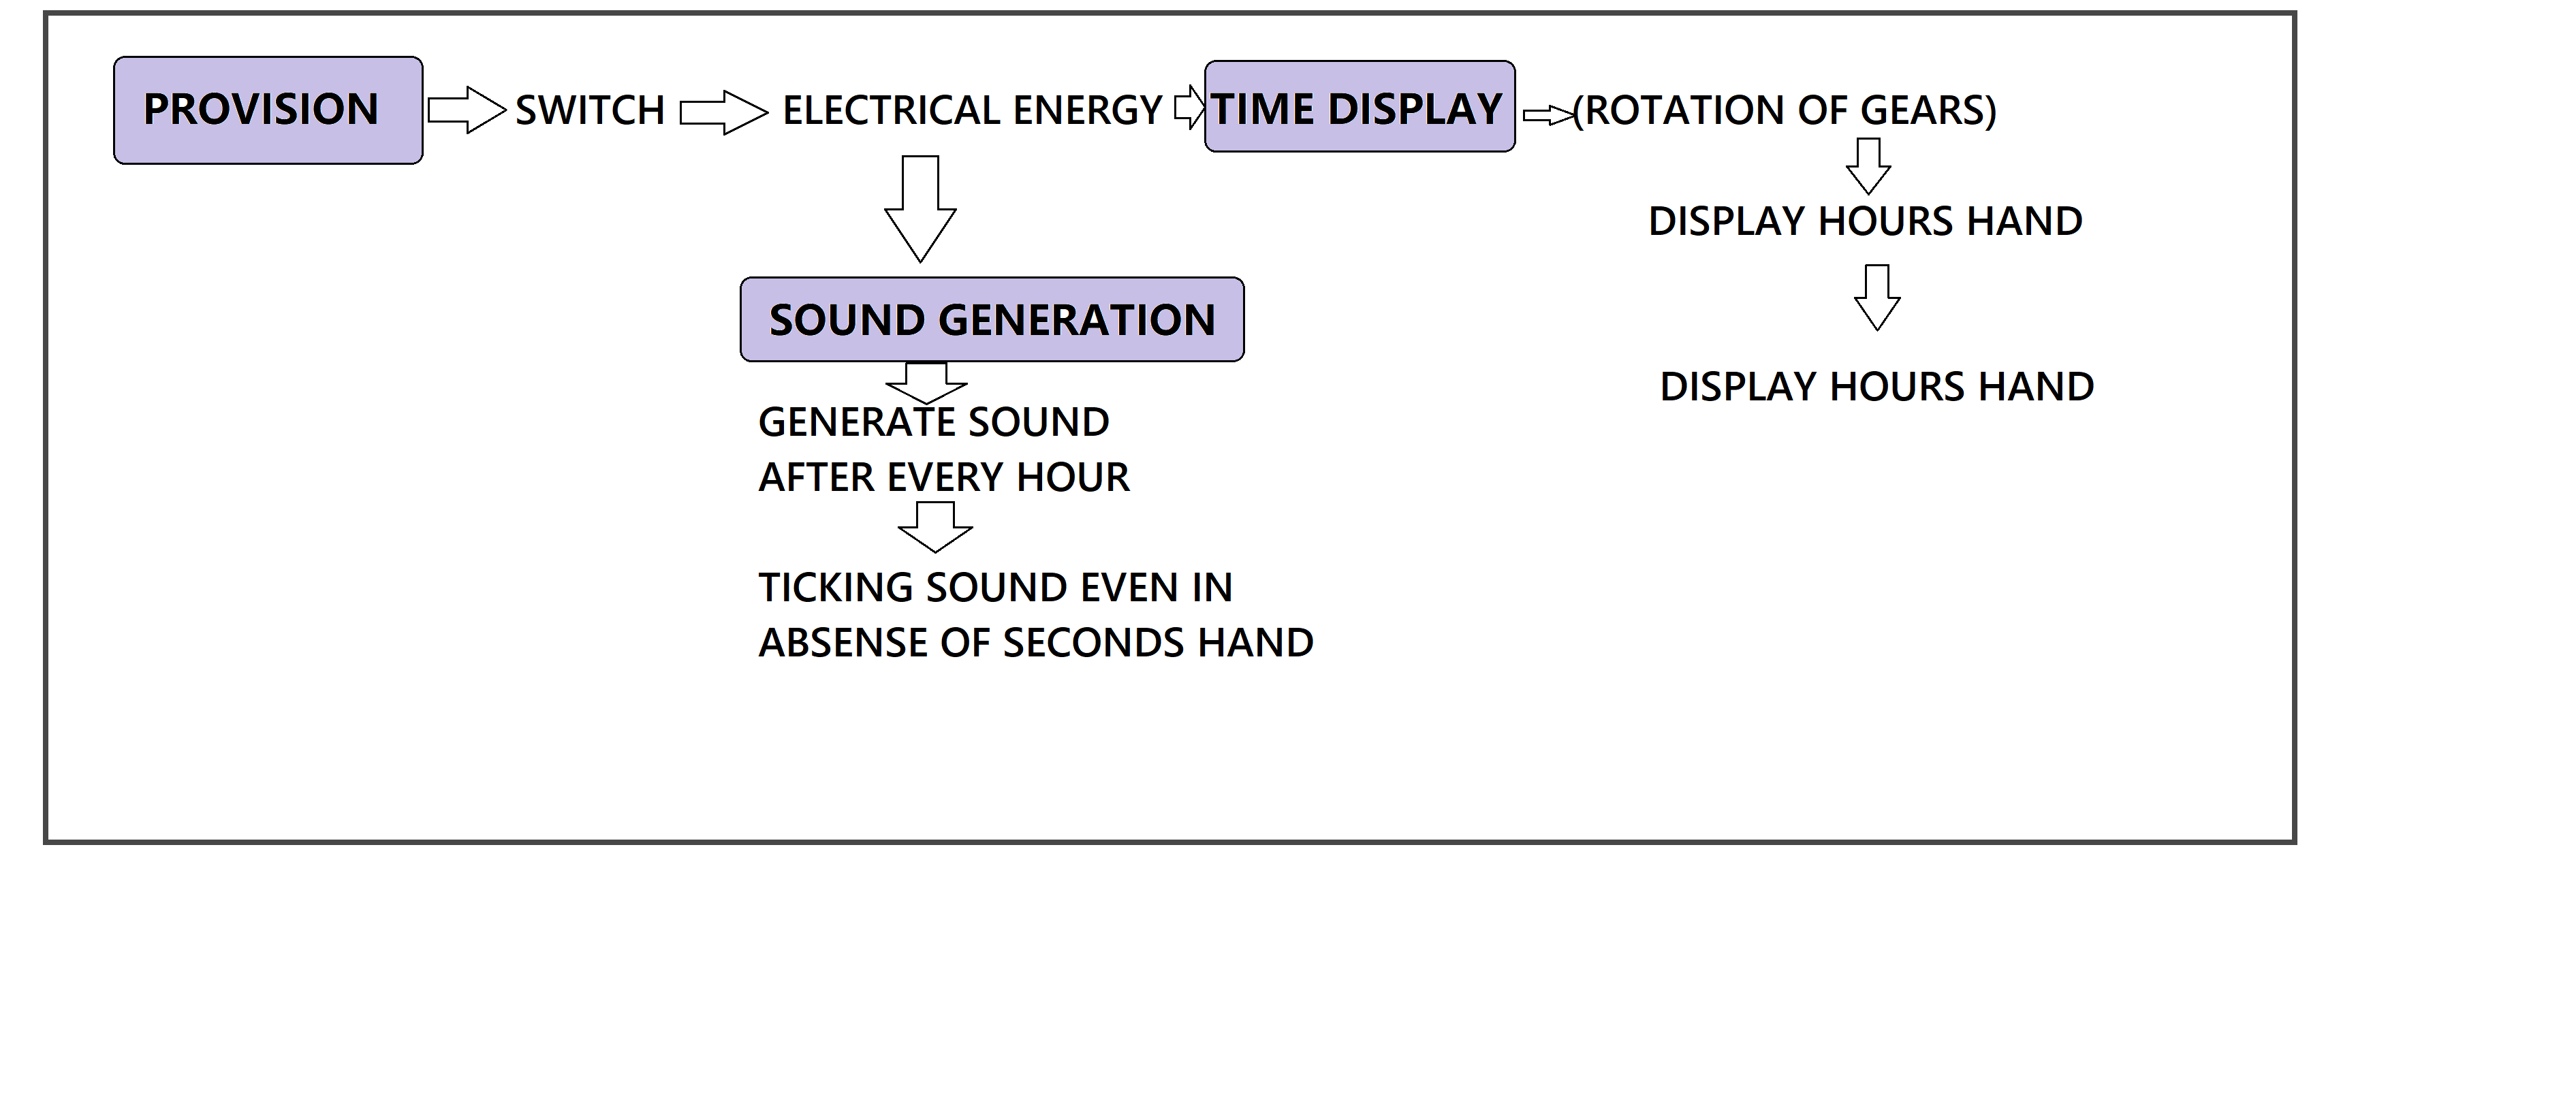 PROVISION
SWITCH
ELECTRICAL ENERGY
TIME DISPLAY
(ROTATION OF GEARS)
DISPLAY HOURS HAND
DISPLAY HOURS HAND
SOUND GENERATION
GENERATE SOUND
AFTER EVERY HOUR
TICKING SOUND EVEN IN
ABSENSE OF SECONDS HAND